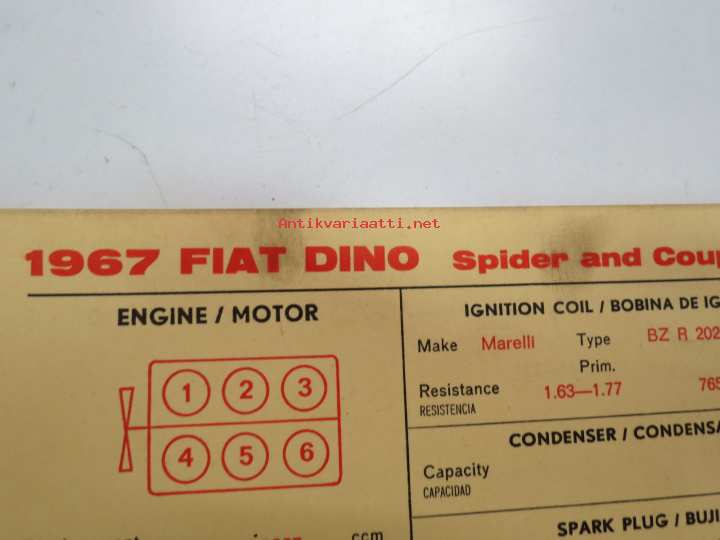 Antikvariaatti.net
1967 FIAT DINO Spider and Coup
ENGINE / MOTOR
1 2 3
4 5 6
ccm
IGNITION COIL / BOBINA DE IG
Make Marelli Type BZ R 202
Prim.
Resistance 1.63—1.77 765
RESISTENCIA
CONDENSER / CONDENSA
Capacity
CAPACIDAD
SPARK PLUG / BUJI